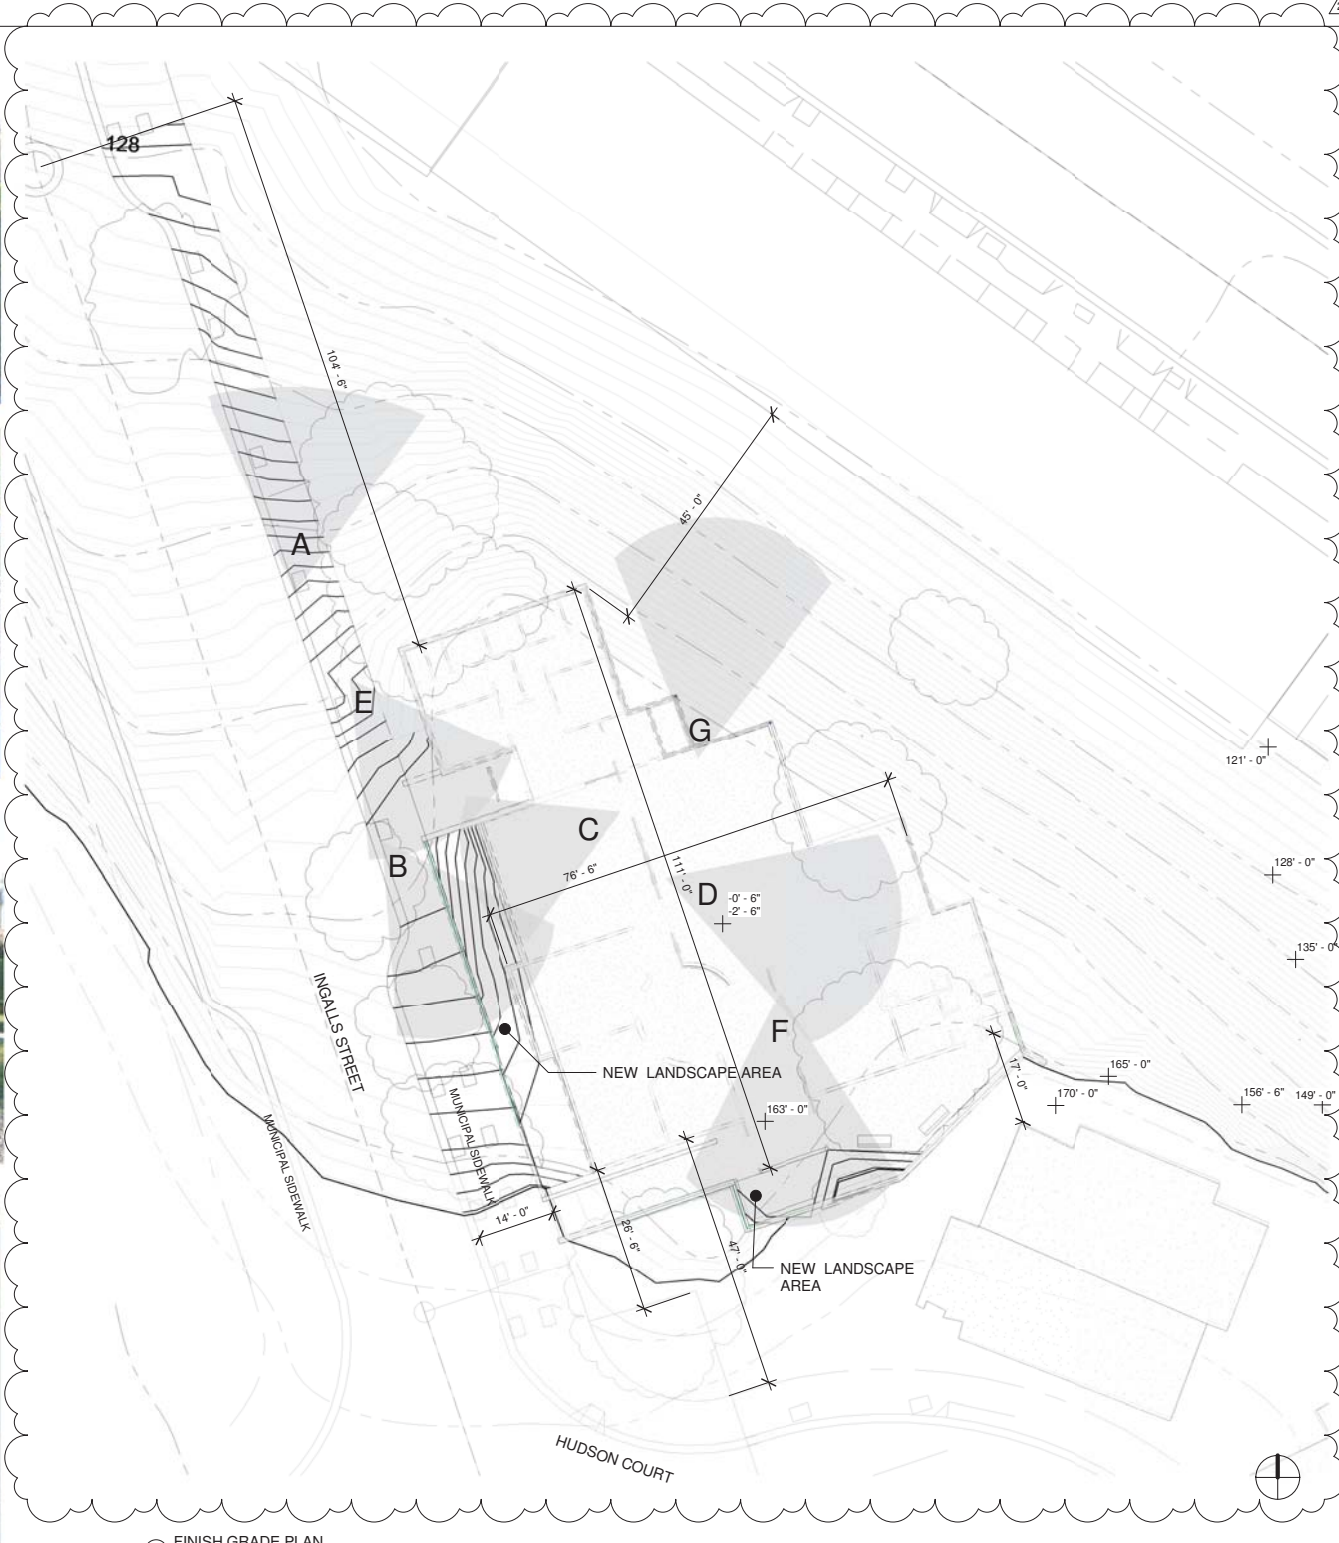 128
104' - 6"
45' - 0"
A
E
G
121' - 0"
C
B
76' - 6"
111' - 0"
D
-0' - 6"
-2' - 6"
128' - 0"
135' - 0"
INGALLS STREET
F
NEW LANDSCAPE AREA
17' - 0"
165' - 0"
170' - 0"
156' - 6"
149' - 0"
163' - 0"
MUNICIPAL SIDEWALK
MUNICIPAL SIDEWALK
14' - 0"
26' - 6"
47' - 0"
NEW LANDSCAPE
AREA
HUDSON COURT
FINISH GRADE PLAN